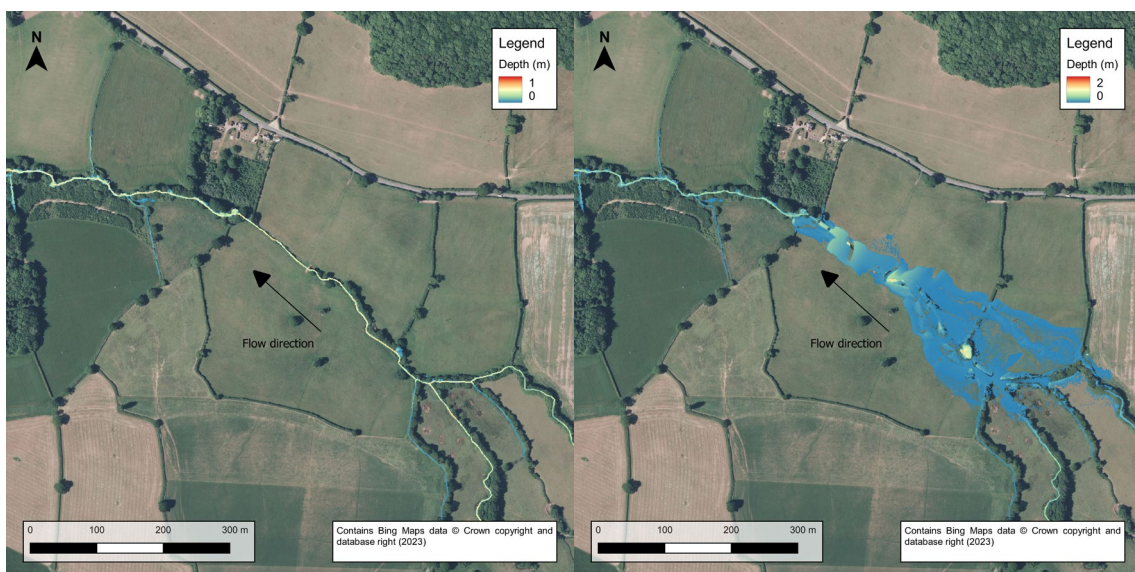 N
Legend
Depth (m)
1
0
Flow direction
0 100 200 300 m
Contains Bing Maps data © Crown copyright and
database right (2023)
N
Legend
Depth (m)
2
0
Flow direction
0 100 200 300 m
Contains Bing Maps data © Crown copyright and
database right (2023)